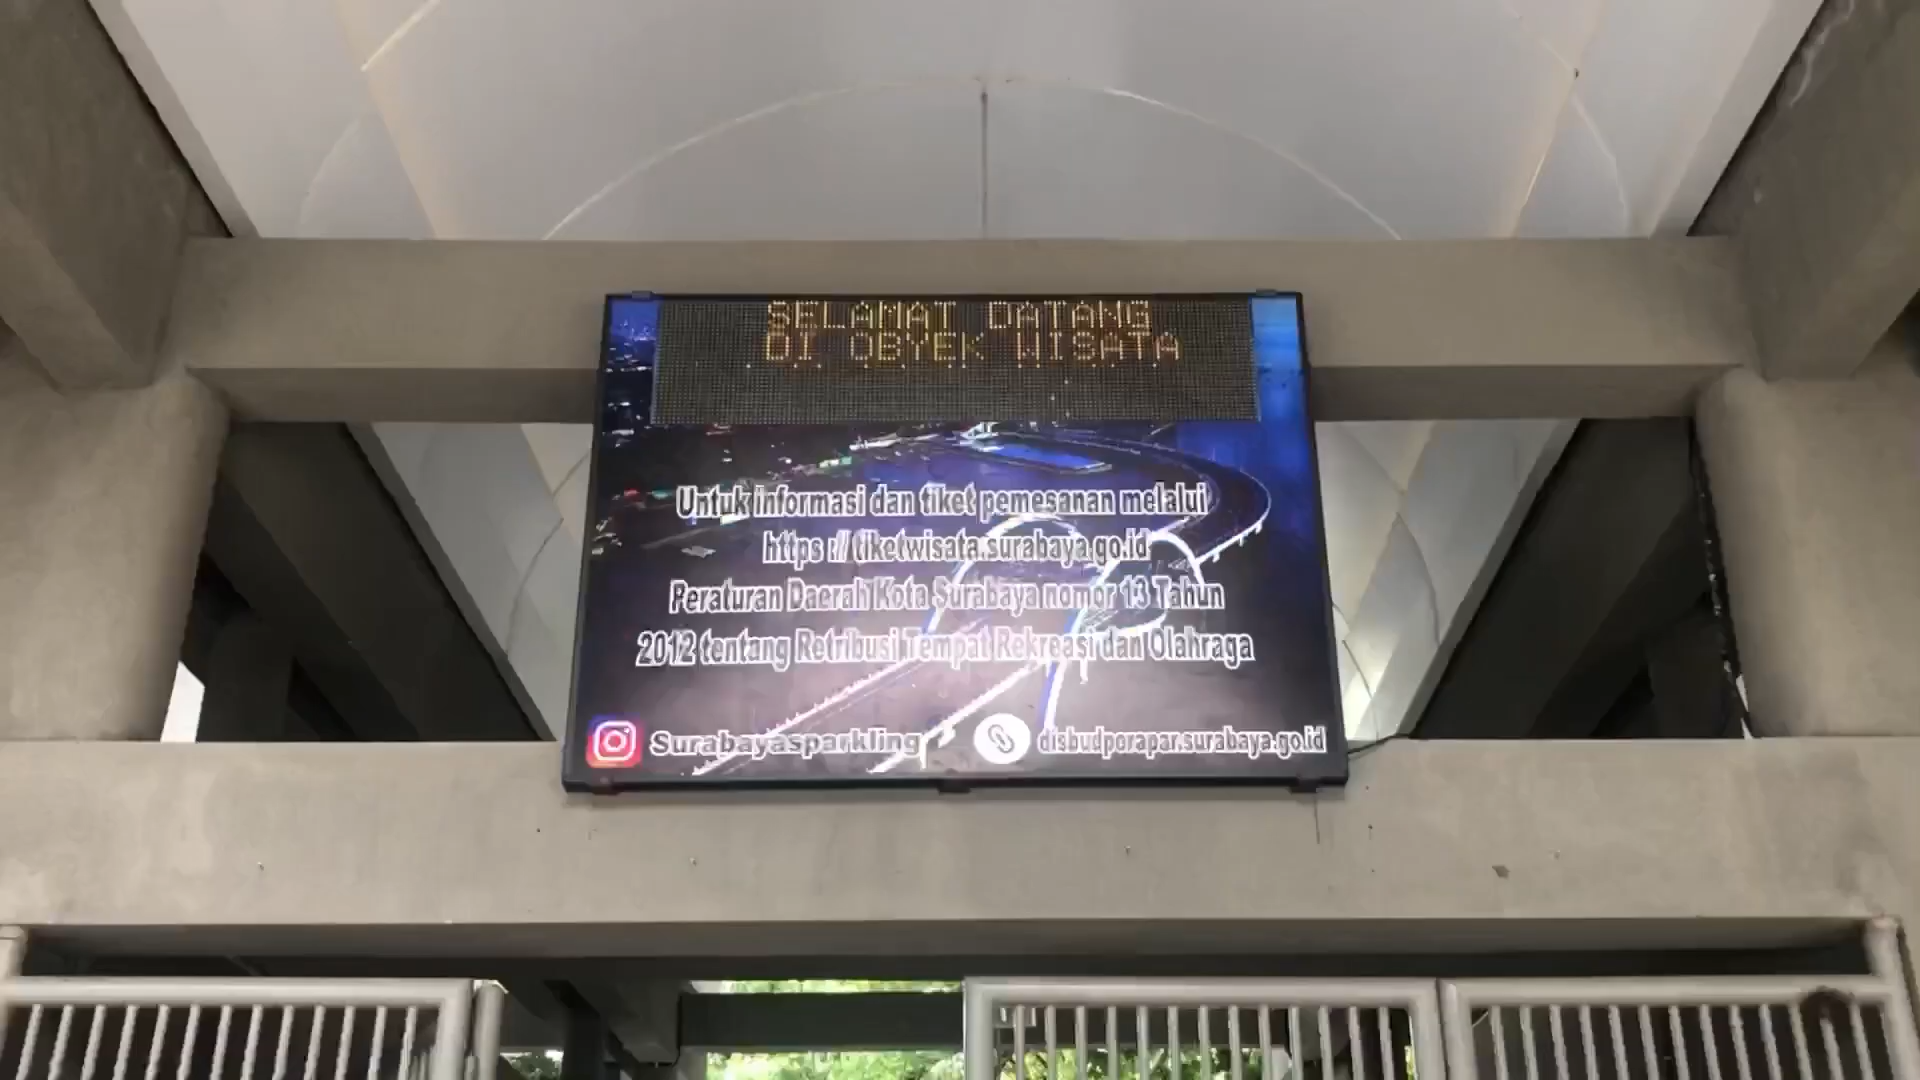 SELAMAT DATANG
DI OBYEK WISATA
Untuk informasi dan tiket pemesanan melalui
https :// tiketwisata.surabaya.go.id
Peraturan Daerah Kota Surabaya nomor 13 Tahun
2012 tentang Retribusi Tempat Rekreasi dan Olahraga
Surabayasparkling
disbudporapar.surabaya.go.id